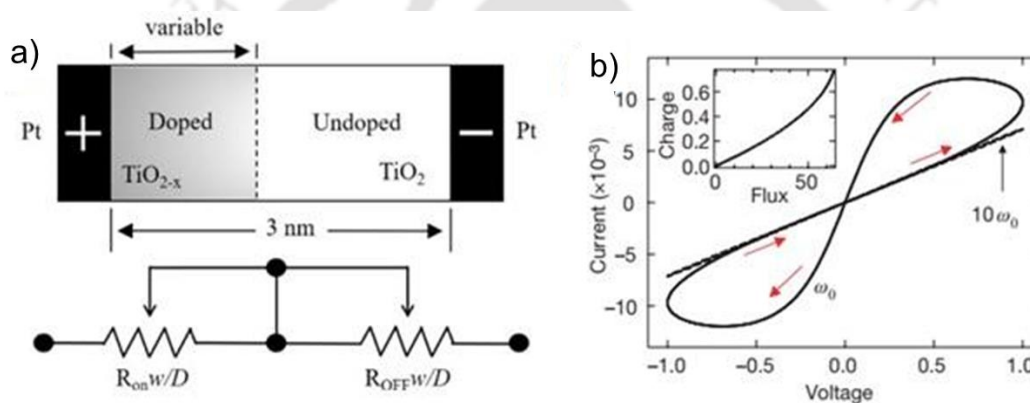 a)
variable
Pt
+
Doped
Undoped
−
Pt
TiO2-x
TiO2
3 nm
Ronw/D
ROFFw/D
b)
Current (×10⁻³)
10
5
0
−5
−10
Charge
0.6
0.4
0.2
0.0
0
50
Flux
10ω0
ω0
−1.0
−0.5
0.0
0.5
1.0
Voltage